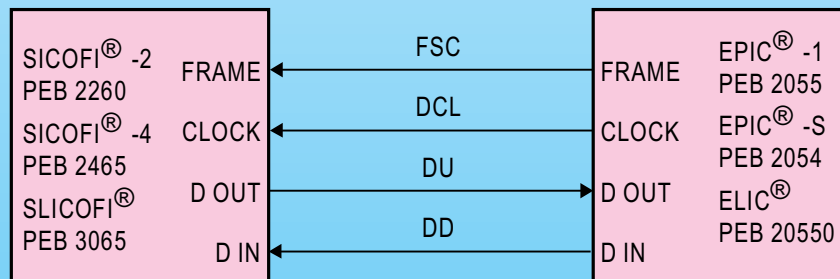 SICOFI® -2
PEB 2260
SICOFI® -4
PEB 2465
SLICOFI®
PEB 3065
FRAME
CLOCK
D OUT
D IN
FSC
DCL
DU
DD
FRAME
CLOCK
D OUT
D IN
EPIC® -1
PEB 2055
EPIC® -S
PEB 2054
ELIC®
PEB 20550